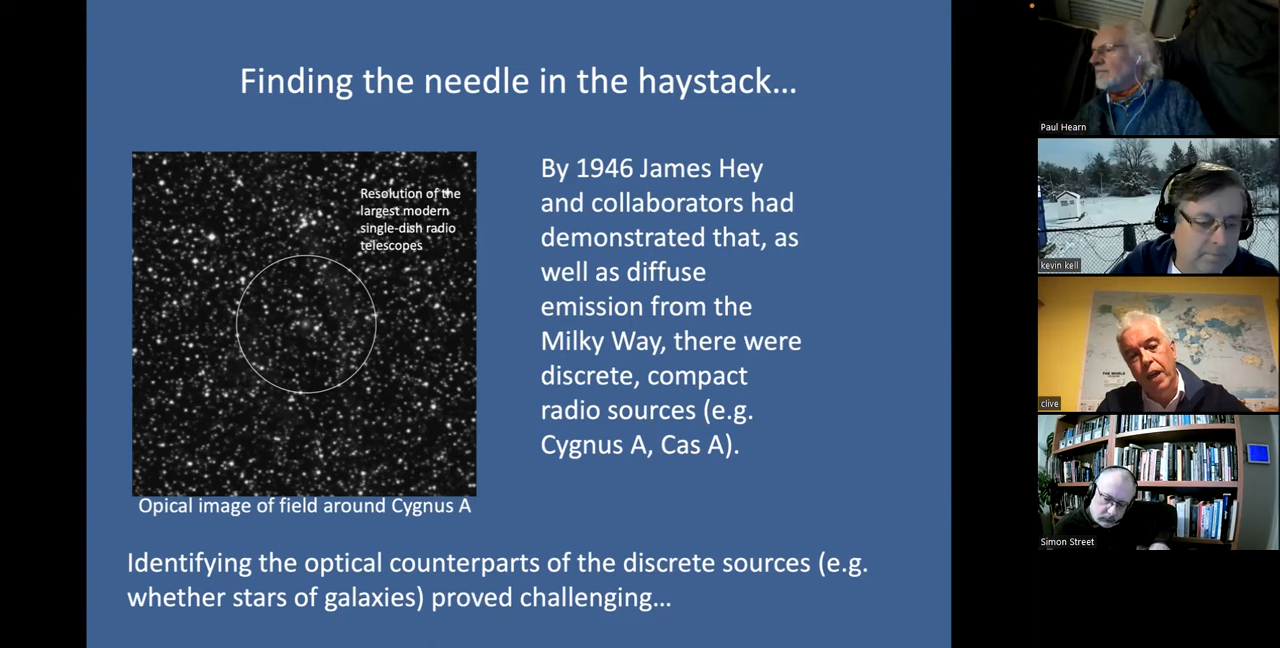 Finding the needle in the haystack...
Resolution of the
largest modern
single-dish radio
telescopes
By 1946 James Hey
and collaborators had
demonstrated that, as
well as diffuse
emission from the
Milky Way, there were
discrete, compact
radio sources (e.g.
Cygnus A, Cas A).
Opical image of field around Cygnus A
Identifying the optical counterparts of the discrete sources (e.g.
whether stars of galaxies) proved challenging...
Paul Hearn
kevin kell
THE WORLD
clive
Simon Street